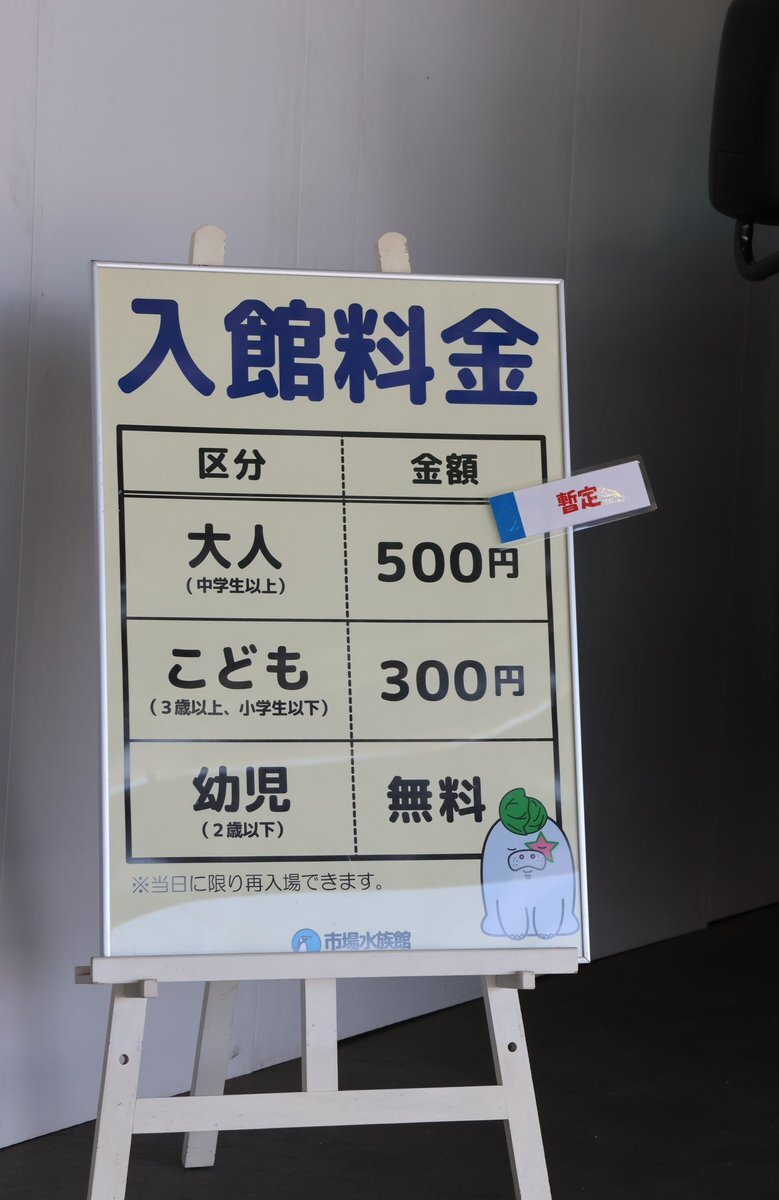 入館料金
区分 金額
暫定
大人 500円
(中学生以上)
こども 300円
(3歳以上、小学生以下)
幼児 無料
(2歳以下)
※当日に限り再入場できます。
市場水族館